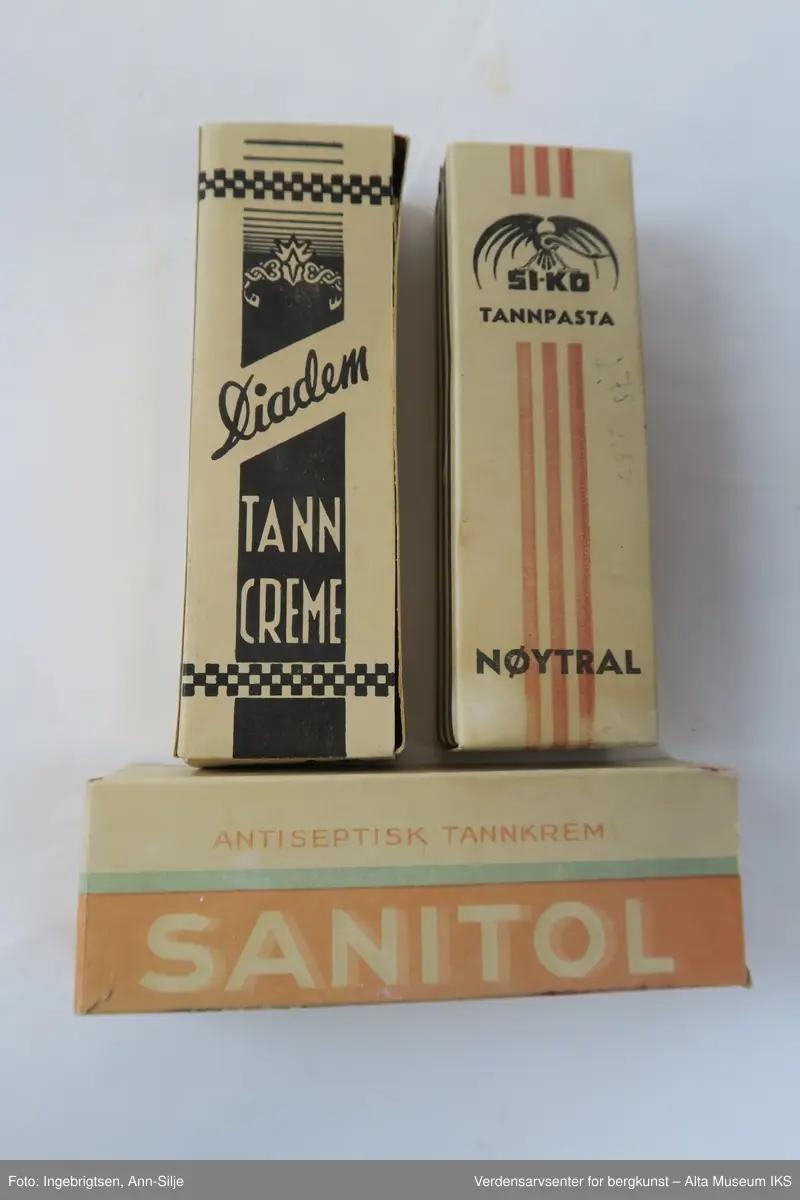 Diadem
TANN
CREME
SI-KO
TANNPASTA
NØYTRAL
ANTISEPTISK TANNKREM
SANITOL
Foto: Ingebrigtsen, Ann-Silje
Verdensarvsenter for bergkunst – Alta Museum IKS